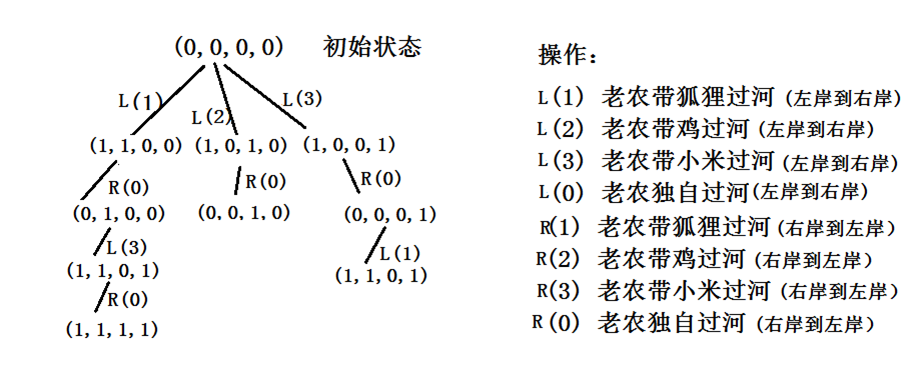 (0,0,0,0) 初始状态
L(1)
L(2)
L(3)
(1,1,0,0) (1,0,1,0) (1,0,0,1)
R(0)
R(0)
R(0)
(0,1,0,0)
(0,0,1,0)
(0,0,0,1)
L(3)
L(1)
(1,1,0,1)
(1,1,0,1)
R(0)
(1,1,1,1)
操作：
L(1) 老农带狐狸过河 (左岸到右岸)
L(2) 老农带鸡过河 (左岸到右岸)
L(3) 老农带小米过河 (左岸到右岸)
L(0) 老农独自过河(左岸到右岸)
R(1) 老农带狐狸过河 (右岸到左岸)
R(2) 老农带鸡过河 (右岸到左岸)
R(3) 老农带小米过河 (右岸到左岸)
R(0) 老农独自过河 (右岸到左岸)